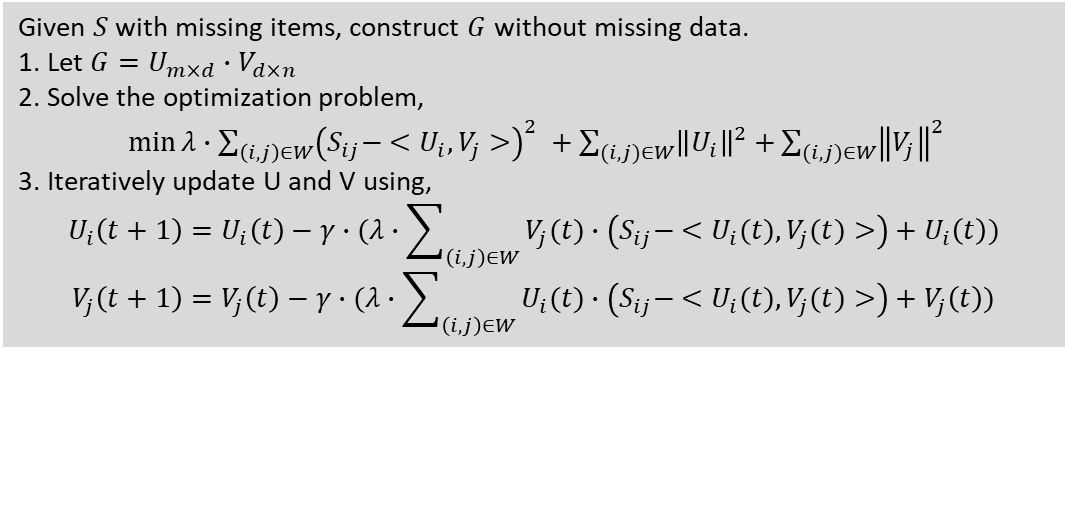 Given S with missing items, construct G without missing data.
1. Let G = U_{m×d} · V_{d×n}
2. Solve the optimization problem,
min λ · ∑_{(i,j)∈W}(S_{ij} − < U_i, V_j >)^2 + ∑_{(i,j)∈W}‖U_i‖^2 + ∑_{(i,j)∈W}‖V_j‖^2
3. Iteratively update U and V using,
U_i(t + 1) = U_i(t) − γ · (λ · ∑_{(i,j)∈W} V_j(t) · (S_{ij} − < U_i(t), V_j(t) >) + U_i(t))
V_j(t + 1) = V_j(t) − γ · (λ · ∑_{(i,j)∈W} U_i(t) · (S_{ij} − < U_i(t), V_j(t) >) + V_j(t))